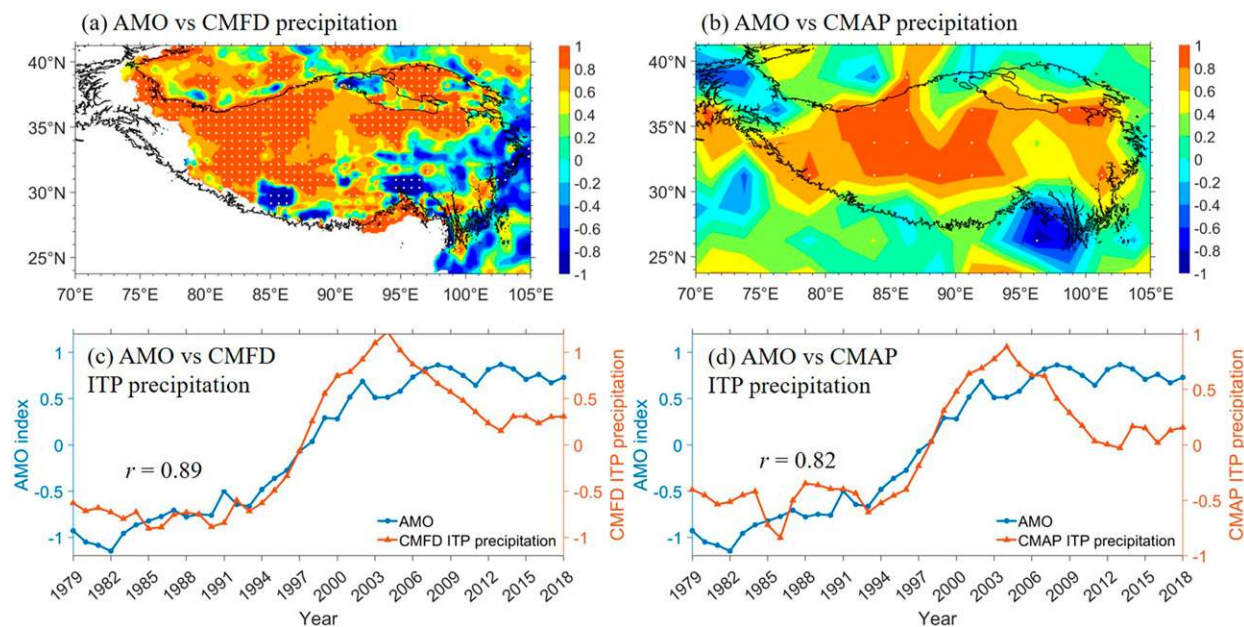 (a) AMO vs CMFD precipitation
(b) AMO vs CMAP precipitation
40°N
35°N
30°N
25°N
70°E 75°E 80°E 85°E 90°E 95°E 100°E 105°E
1
0.8
0.6
0.4
0.2
0
-0.2
-0.4
-0.6
-0.8
-1
40°N
35°N
30°N
25°N
70°E 75°E 80°E 85°E 90°E 95°E 100°E 105°E
1
0.8
0.6
0.4
0.2
0
-0.2
-0.4
-0.6
-0.8
-1
(c) AMO vs CMFD
ITP precipitation
r = 0.89
AMO index
1
0.5
0
-0.5
-1
AMO
CMFD ITP precipitation
1
0.5
0
-0.5
-1
CMFD ITP precipitation
1979 1982 1985 1988 1991 1994 1997 2000 2003 2006 2009 2012 2015 2018
Year
(d) AMO vs CMAP
ITP precipitation
r = 0.82
AMO index
1
0.5
0
-0.5
-1
AMO
CMAP ITP precipitation
1
0.5
0
-0.5
-1
CMAP ITP precipitation
1979 1982 1985 1988 1991 1994 1997 2000 2003 2006 2009 2012 2015 2018
Year